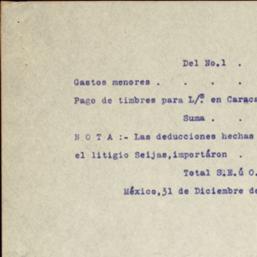 Del No.1 .
Gastos menores . . . .
Pago de timbres para L/ª en Caraca
Suma . .
N O T A :- Las deducciones hechas
el litigio Seijas,importáron .
Total S.E.ú O.
México,31 de Diciembre de